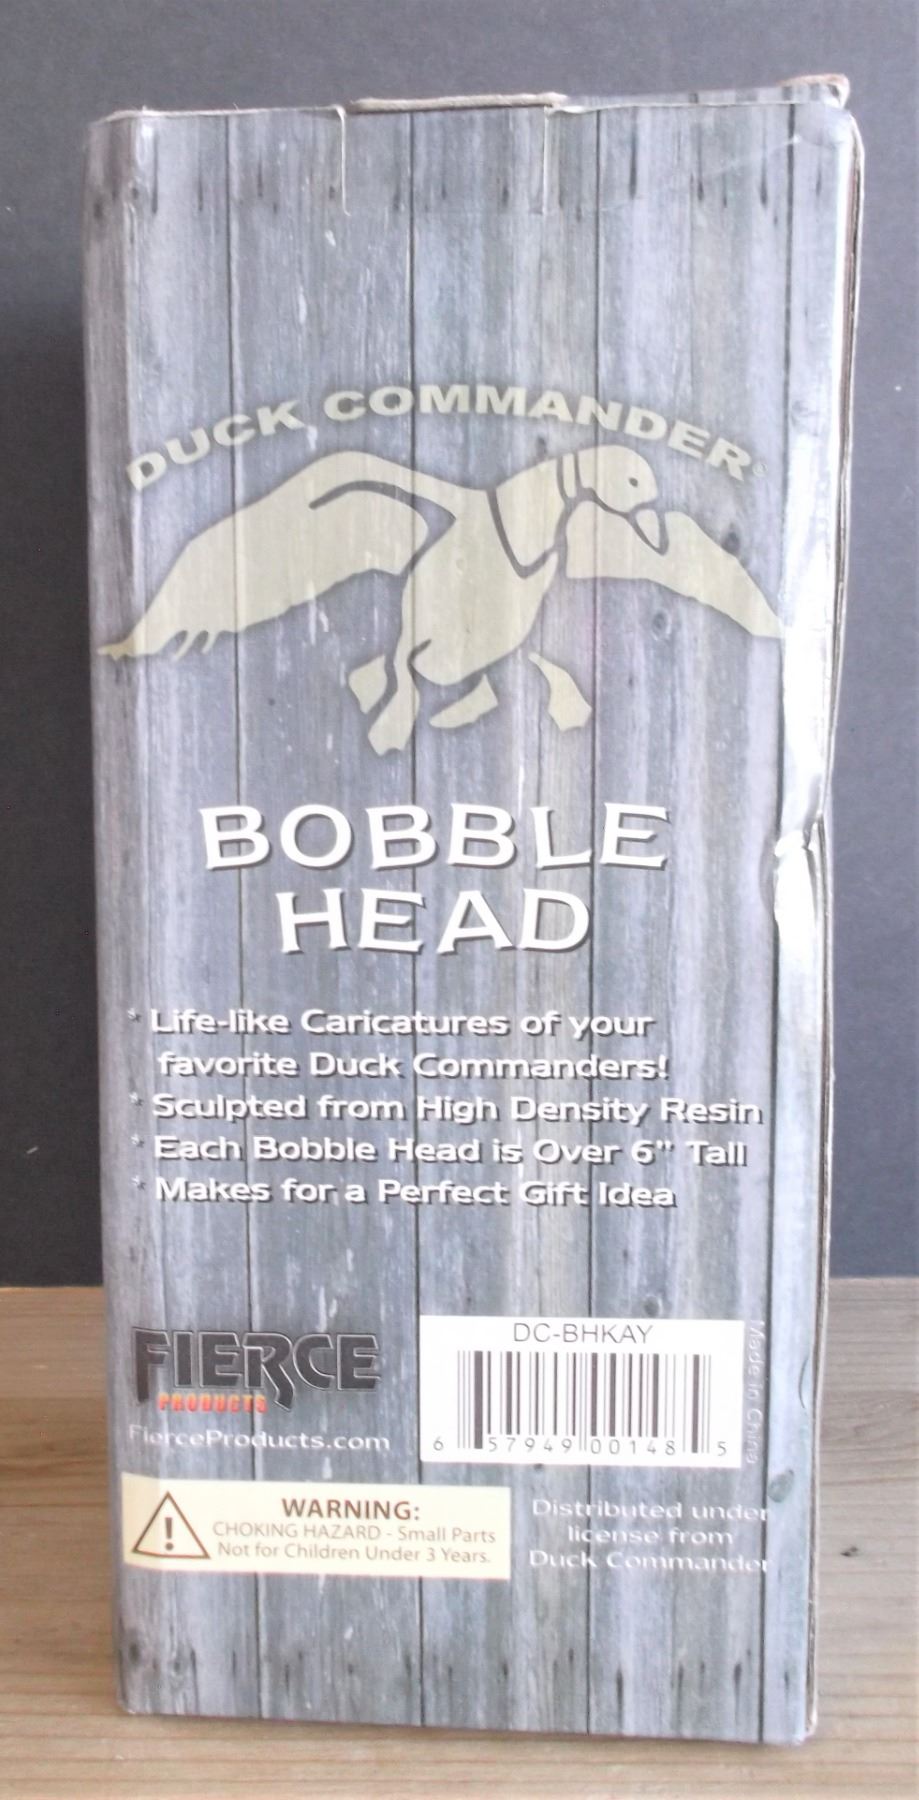 DUCK COMMANDER®
BOBBLE
HEAD
* Life-like Caricatures of your
favorite Duck Commanders!
* Sculpted from High Density Resin
* Each Bobble Head is Over 6" Tall
* Makes for a Perfect Gift Idea
FIERCE
PRODUCTS
FierceProducts.com
DC-BHKAY
6 57949 00148 5
Made in China
WARNING:
CHOKING HAZARD - Small Parts
Not for Children Under 3 Years.
Distributed under
license from
Duck Commander